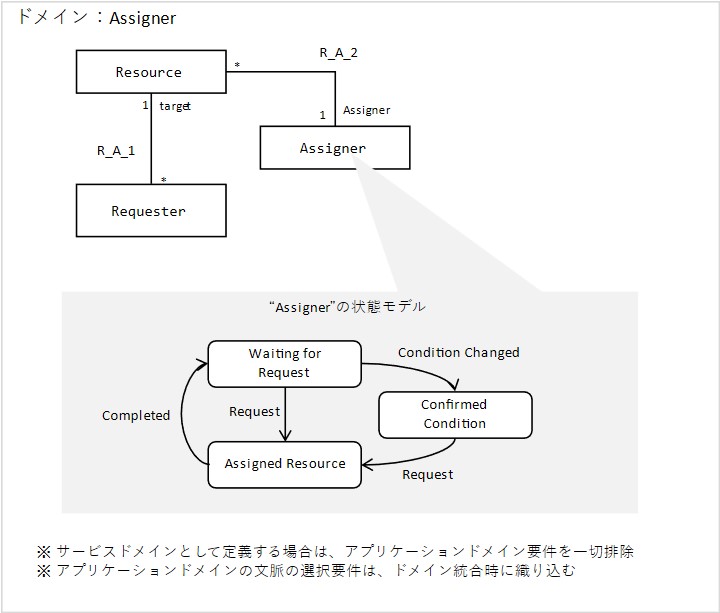 ドメイン：Assigner
R_A_2
Resource
*
1
target
1
Assigner
R_A_1
Assigner
*
Requester
“Assigner”の状態モデル
Waiting for
Request
Condition Changed
Completed
Request
Confirmed
Condition
Assigned Resource
Request
※ サービスドメインとして定義する場合は、アプリケーションドメイン要件を一切排除
※ アプリケーションドメインの文脈の選択要件は、ドメイン統合時に織り込む